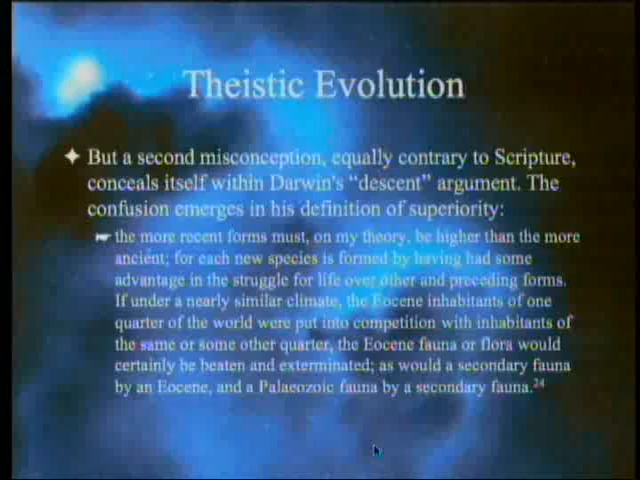 Theistic Evolution
But a second misconception, equally contrary to Scripture,
conceals itself within Darwin's “descent” argument. The
confusion emerges in his definition of superiority:
the more recent forms must, on my theory, be higher than the more
ancient; for each new species is formed by having had some
advantage in the struggle for life over other and preceding forms.
If under a nearly similar climate, the Eocene inhabitants of one
quarter of the world were put into competition with inhabitants of
the same or some other quarter, the Eocene fauna or flora would
certainly be beaten and exterminated; as would a secondary fauna
by an Eocene, and a Palaeozoic fauna by a secondary fauna.24